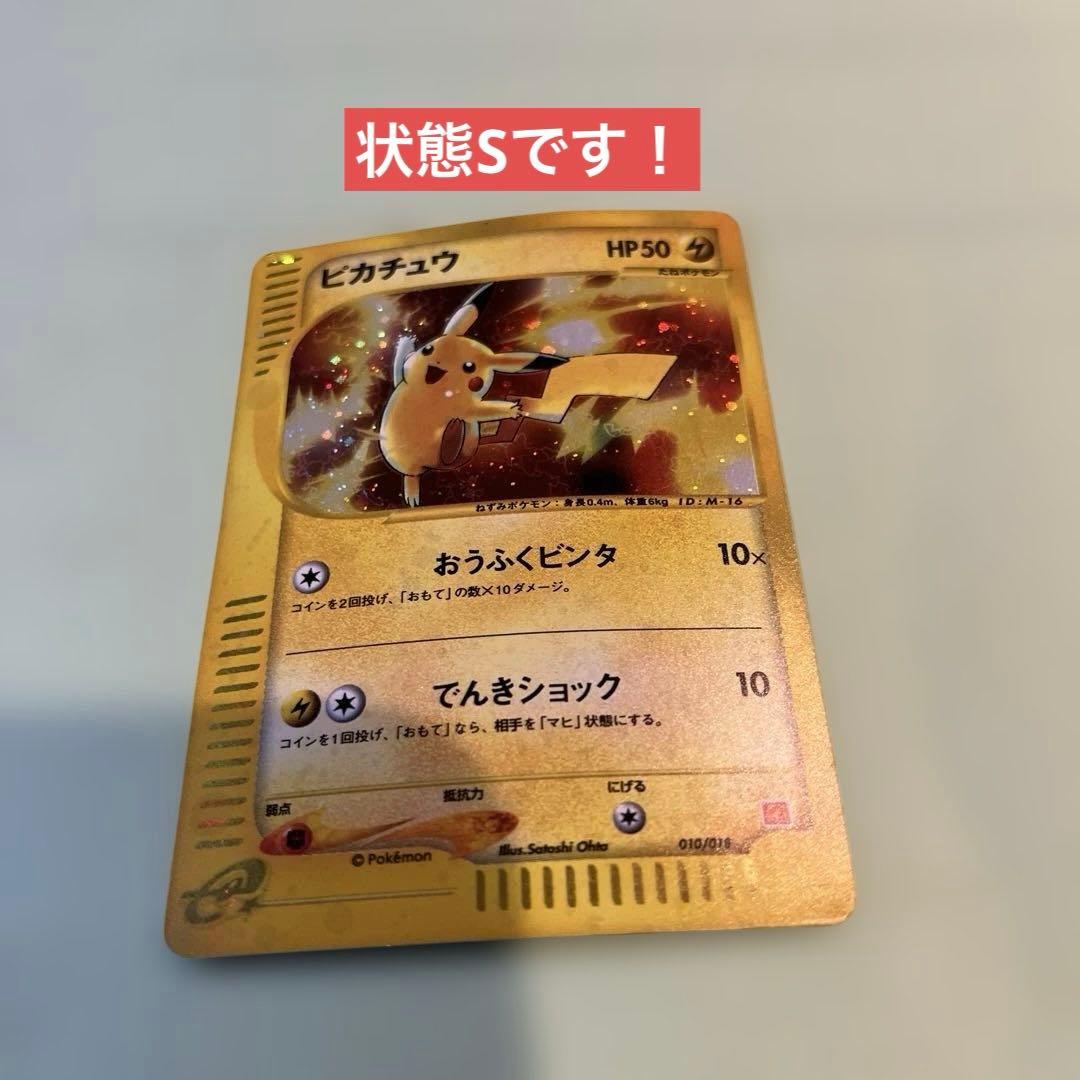 状態Sです！
ピカチュウ HP50
たねポケモン
ねずみポケモン：身長0.4m、体重6kg ID:M-16
おうふくビンタ 10×
コインを2回投げ、「おもて」の数×10ダメージ。
でんきショック 10
コインを1回投げ、「おもて」なら、相手を「マヒ」状態にする。
弱点 抵抗力 にげる
© Pokémon Illus. Satoshi Ohta 010/018